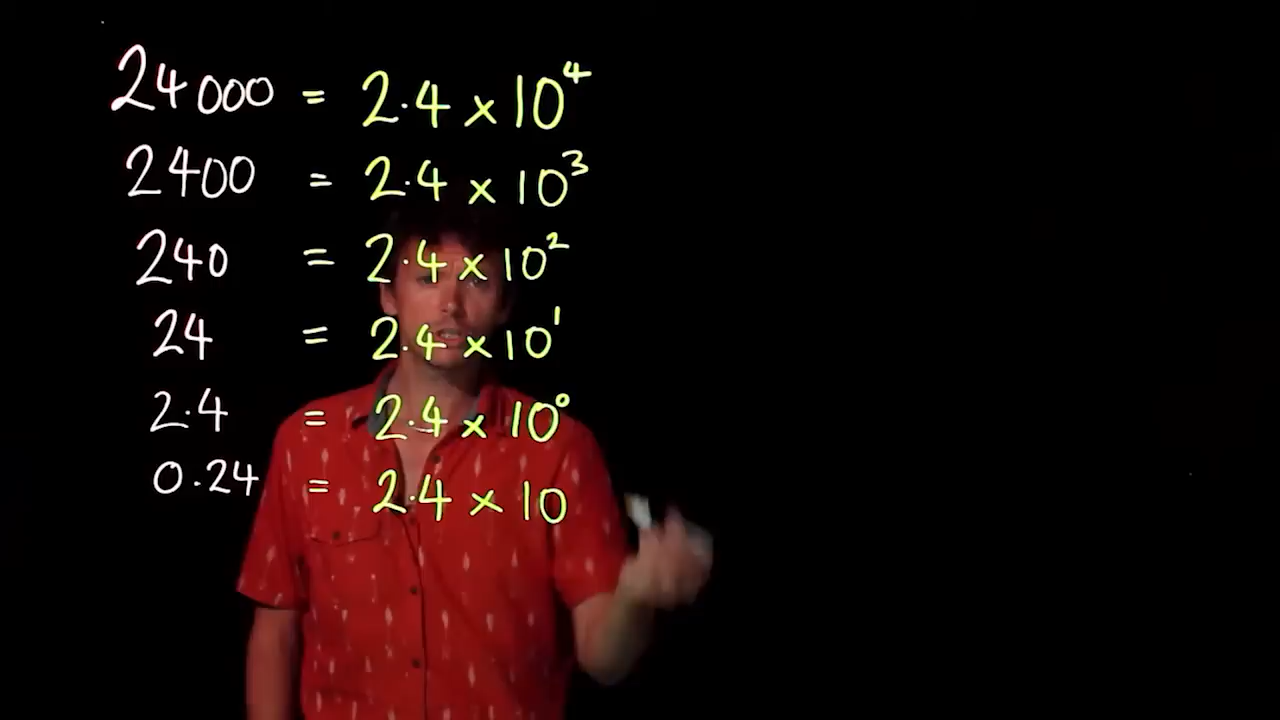 24000 = 2.4 x 10⁴
2400 = 2.4 x 10³
240 = 2.4 x 10²
24 = 2.4 x 10¹
2.4 = 2.4 x 10⁰
0.24 = 2.4 x 10